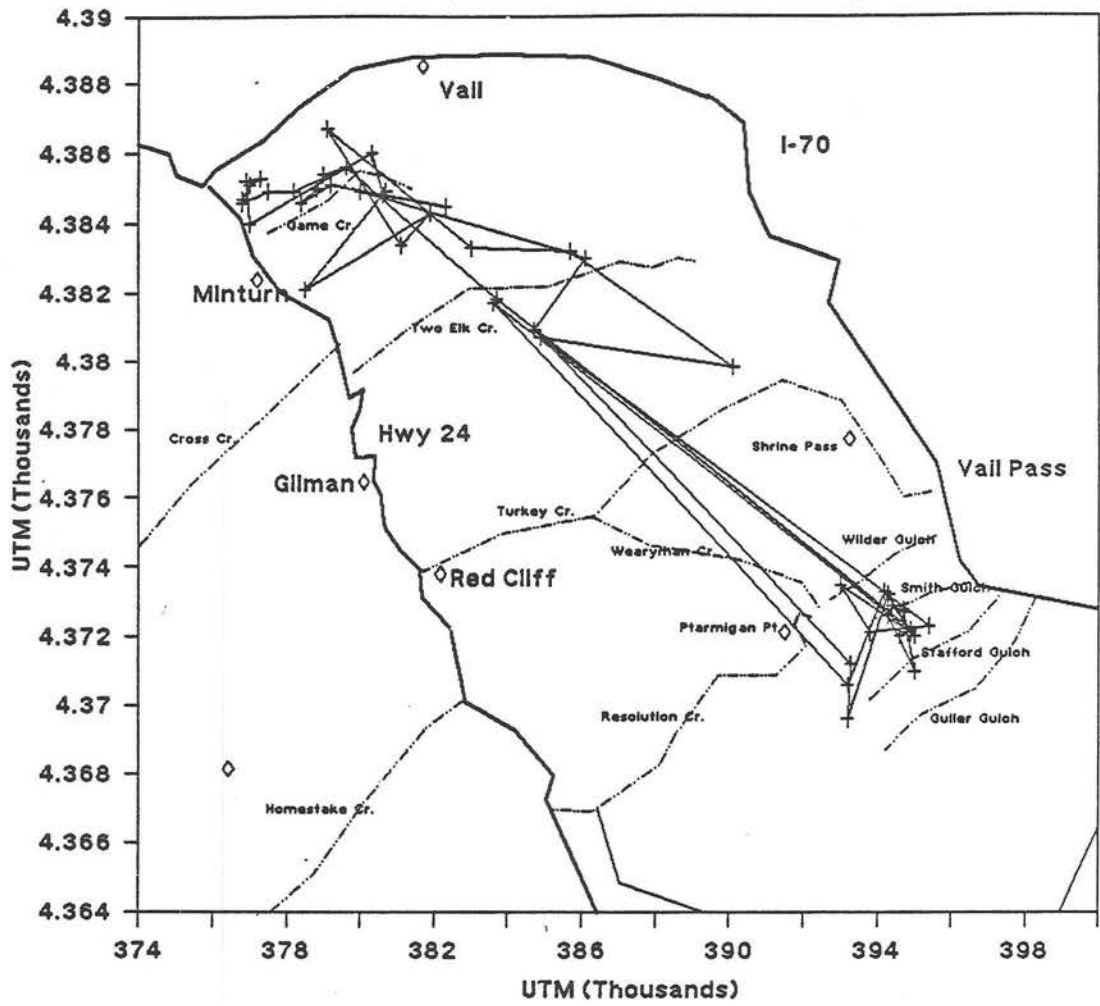 4.39
4.388
4.386
4.384
4.382
4.38
4.378
4.376
4.374
4.372
4.37
4.368
4.366
4.364
UTM (Thousands)
Vail
I-70
Game Cr.
Minturn
Two Elk Cr.
Cross Cr.
Hwy 24
Shrine Pass
Vail Pass
Gilman
Turkey Cr.
Wearyman Cr.
Wilder Gulch
Red Cliff
Smith Gulch
Ptarmigan Pt
Stafford Gulch
Resolution Cr.
Guller Gulch
Homestake Cr.
374 378 382 386 390 394 398
UTM (Thousands)